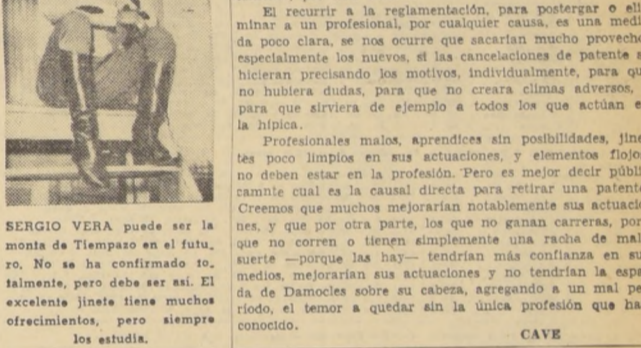 El recurrir a la reglamentación, para postergar o eli
minar a un profesional, por cualquier causa, es una medi
da poco clara, se nos ocurre que sacarían mucho provecho
especialmente los nuevos, si las cancelaciones de patente s
hicieran precisando los motivos, individualmente, para qu
no hubiera dudas, para que no creara climas adversos,
para que sirviera de ejemplo a todos los que actúan e
la hípica.
Profesionales malos, aprendices sin posibilidades, jine
tes poco limpios en sus actuaciones, y elementos flojo
no deben estar en la profesión. Pero es mejor decir públi
camnte cual es la causal directa para retirar una patent
Creemos que muchos mejorarían notablemente sus actuacio
nes, y que por otra parte, los que no ganan carreras, por
que no corren o tienen simplemente una racha de mal
suerte —porque las hay— tendrían más confianza en su
medios, mejorarían sus actuaciones y no tendrían la espa
da de Damocles sobre su cabeza, agregando a un mal pe
ríodo, el temor a quedar sin la única profesión que ha
conocido.
CAVE
SERGIO VERA puede ser la
monta de Tiempazo en el futu.
ro. No se ha confirmado to.
talmente, pero debe ser así. El
excelente jinete tiene muchos
ofrecimientos, pero siempre
los estudia.